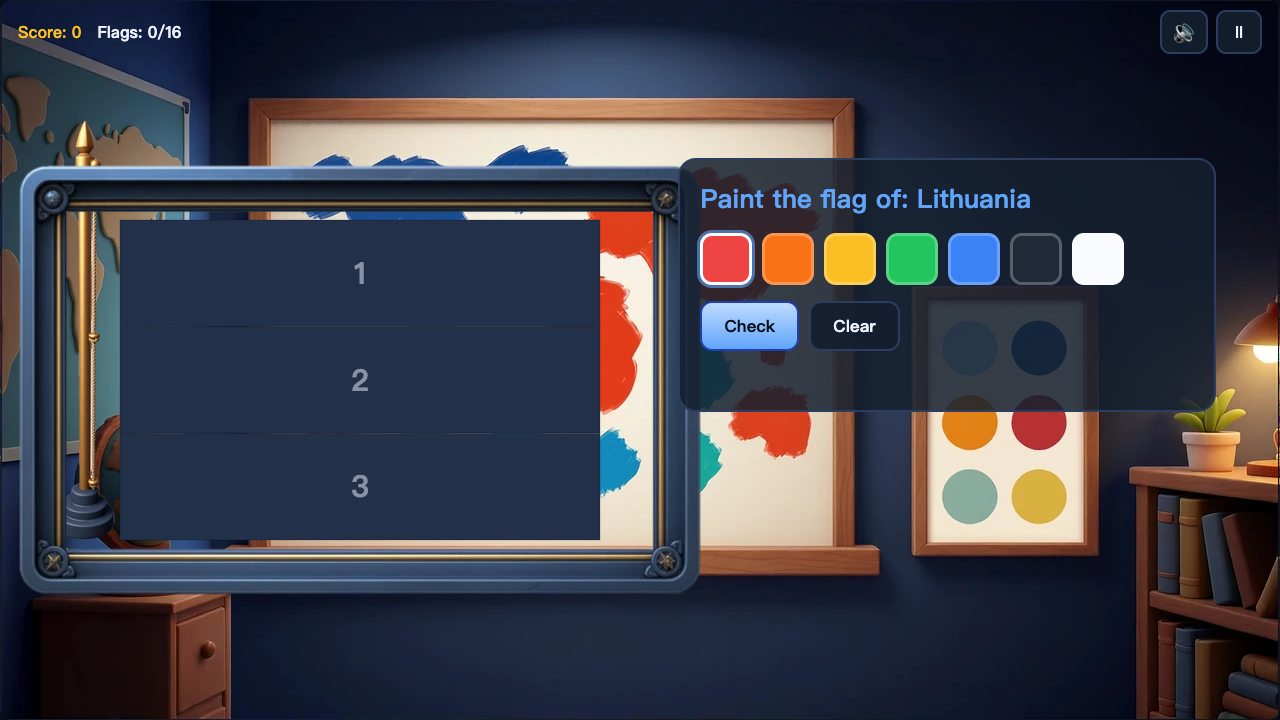 Score: 0 Flags: 0/16
Paint the flag of: Lithuania
Check Clear
1
2
3